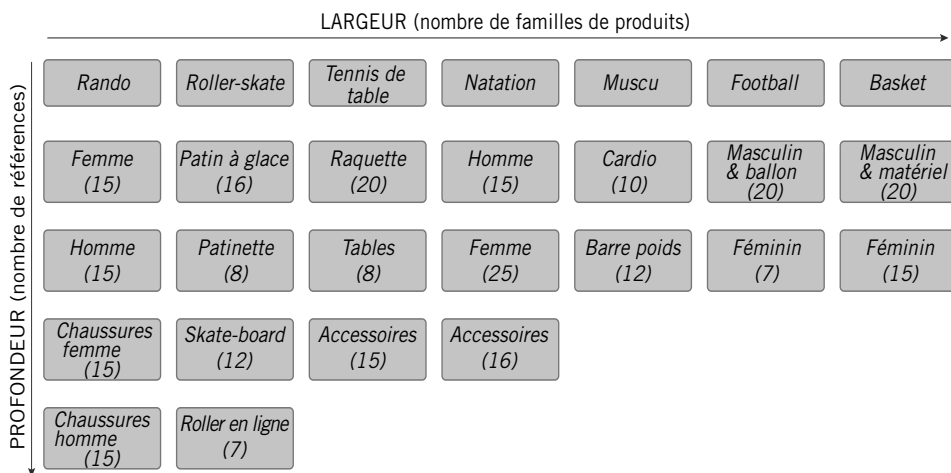 LARGEUR (nombre de familles de produits)
PROFONDEUR (nombre de références)
Rando
Roller-skate
Tennis de
table
Natation
Muscu
Football
Basket
Femme
(15)
Patin à glace
(16)
Raquette
(20)
Homme
(15)
Cardio
(10)
Masculin
& ballon
(20)
Masculin
& matériel
(20)
Homme
(15)
Patinette
(8)
Tables
(8)
Femme
(25)
Barre poids
(12)
Féminin
(7)
Féminin
(15)
Chaussures
femme
(15)
Skate-board
(12)
Accessoires
(15)
Accessoires
(16)
Chaussures
homme
(15)
Roller en ligne
(7)